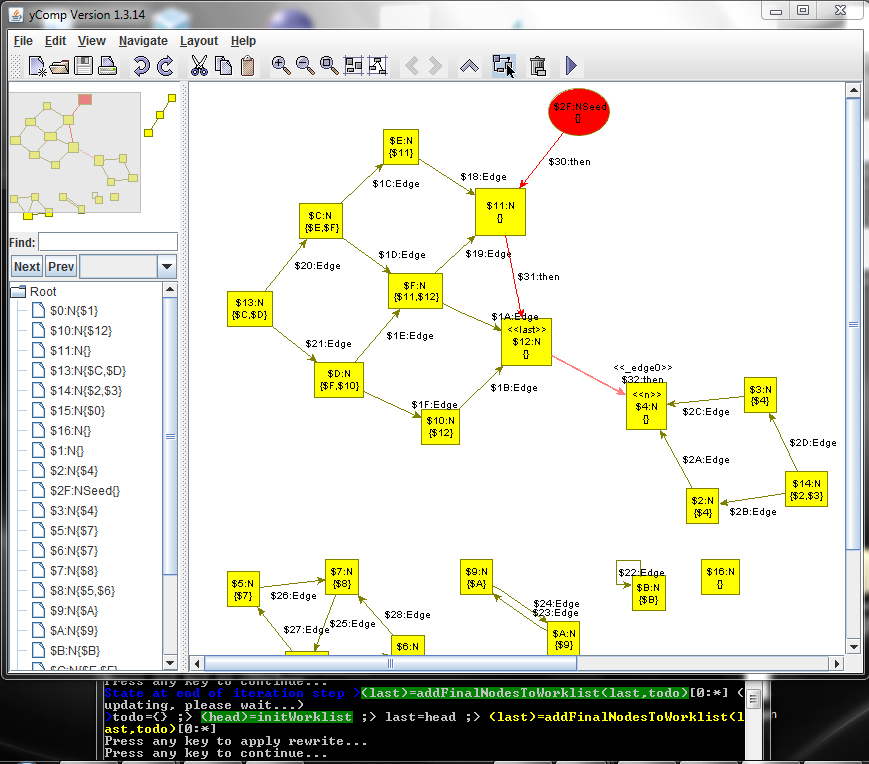 yComp Version 1.3.14
File Edit View Navigate Layout Help
Find:
Next Prev
Root
$0:N{$1}
$10:N{$12}
$11:N{}
$13:N{$C,$D}
$14:N{$2,$3}
$15:N{$0}
$16:N{}
$1:N{}
$2:N{$4}
$2F:NSeed{}
$3:N{$4}
$5:N{$7}
$6:N{$7}
$7:N{$8}
$8:N{$5,$6}
$9:N{$A}
$A:N{$9}
$B:N{$B}
$C:N{$E,$F}
$2F:NSeed
{}
$E:N
{$11}
$30:then
$18:Edge
$1C:Edge
$11:N
{}
$C:N
{$E,$F}
$1D:Edge
$19:Edge
$20:Edge
$31:then
$F:N
{$11,$12}
$13:N
{$C,$D}
$1A:Edge
<<last>>
$12:N
{}
$1E:Edge
$21:Edge
$D:N
{$F,$10}
$1B:Edge
<<_edge0>>
$32:then
<<n>>
$4:N
{}
$3:N
{$4}
$1F:Edge
$2C:Edge
$10:N
{$12}
$2D:Edge
$2A:Edge
$14:N
{$2,$3}
$2:N
{$4}
$2B:Edge
$5:N
{$7}
$7:N
{$8}
$26:Edge
$9:N
{$A}
$22:Edge
$B:N
{$B}
$16:N
{}
$24:Edge
$23:Edge
$28:Edge
$25:Edge
$27:Edge
$6:N
$A:N
{$9}
Press any key to continue...
State at end of iteration step >(last)=addFinalNodesToWorklist(last,todo)[0:*] (
updating, please wait...)
>todo={} ;> (head)=initWorklist ;> last=head ;> (last)=addFinalNodesToWorklist(l
ast,todo)[0:*]
Press any key to apply rewrite...
Press any key to continue...